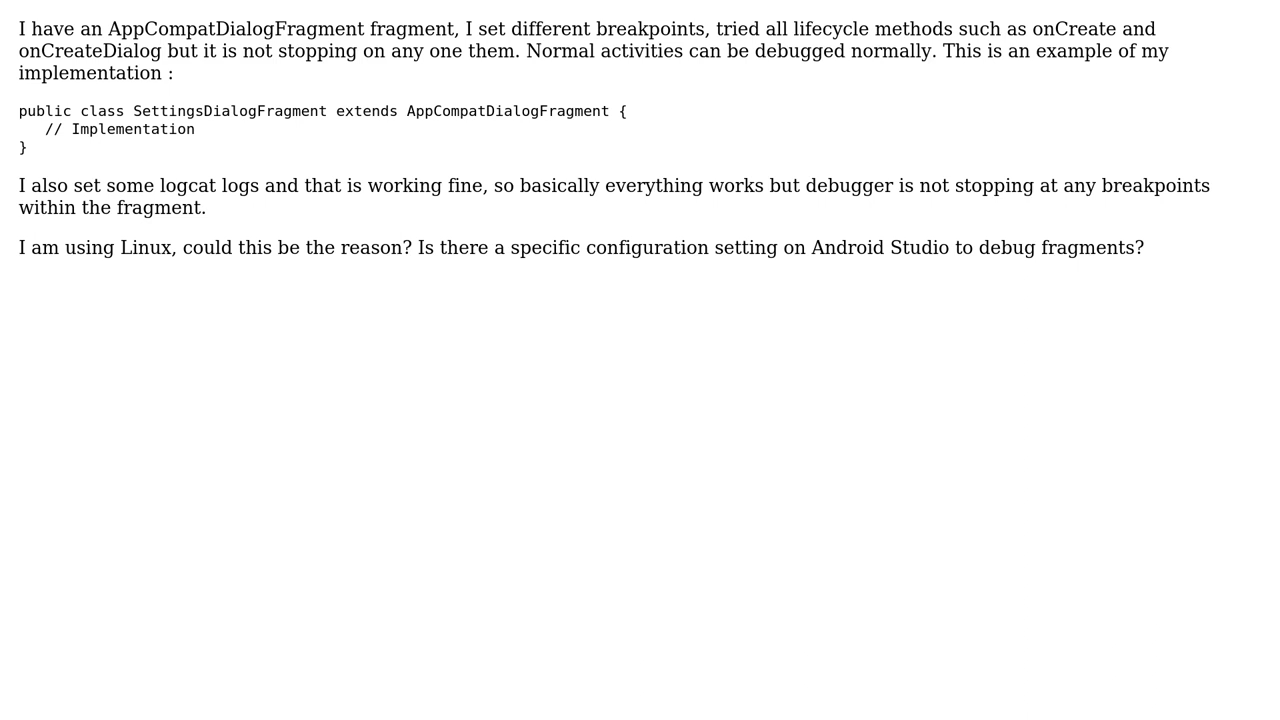 I have an AppCompatDialogFragment fragment, I set different breakpoints, tried all lifecycle methods such as onCreate and
onCreateDialog but it is not stopping on any one them. Normal activities can be debugged normally. This is an example of my
implementation :
public class SettingsDialogFragment extends AppCompatDialogFragment {
   // Implementation
}
I also set some logcat logs and that is working fine, so basically everything works but debugger is not stopping at any breakpoints
within the fragment.
I am using Linux, could this be the reason? Is there a specific configuration setting on Android Studio to debug fragments?